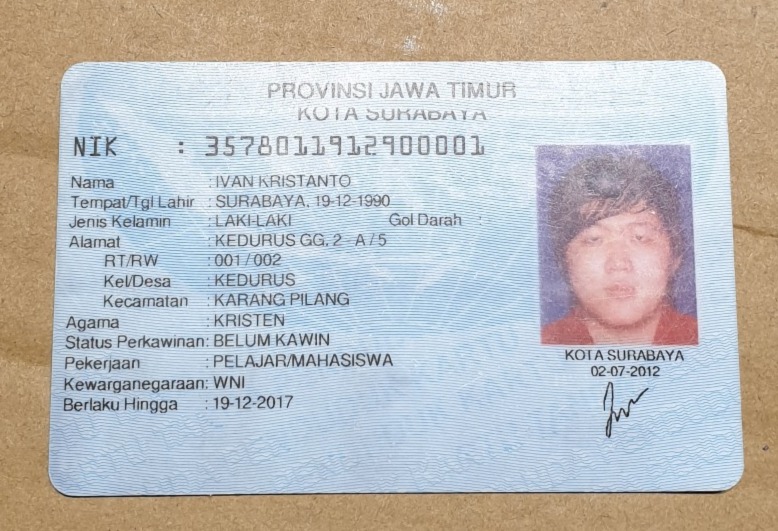 PROVINSI JAWA TIMUR
KOTA SURABAYA
NIK : 3578011912900001
Nama : IVAN KRISTANTO
Tempat/Tgl Lahir : SURABAYA, 19-12-1990
Jenis Kelamin : LAKI-LAKI Gol Darah :
Alamat : KEDURUS GG. 2 - A / 5
RT/RW : 001 / 002
Kel/Desa : KEDURUS
Kecamatan : KARANG PILANG
Agama : KRISTEN
Status Perkawinan: BELUM KAWIN
Pekerjaan : PELAJAR/MAHASISWA
Kewarganegaraan: WNI
Berlaku Hingga : 19-12-2017
KOTA SURABAYA
02-07-2012